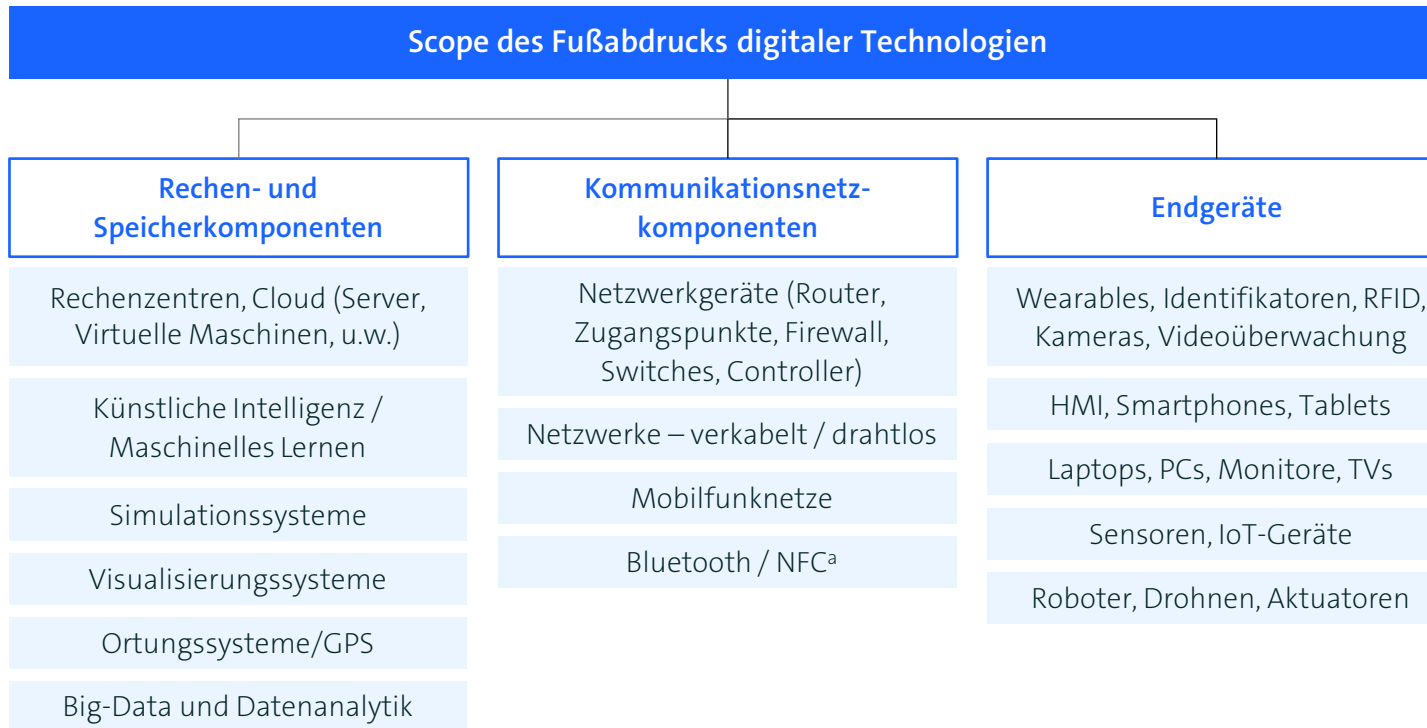 Scope des Fußabdrucks digitaler Technologien
Rechen- und
Speicherkomponenten
Rechenzentren, Cloud (Server,
Virtuelle Maschinen, u.w.)
Künstliche Intelligenz /
Maschinelles Lernen
Simulationssysteme
Visualisierungssysteme
Ortungssysteme/GPS
Big-Data und Datenanalytik
Kommunikationsnetz-
komponenten
Netzwerkgeräte (Router,
Zugangspunkte, Firewall,
Switches, Controller)
Netzwerke – verkabelt / drahtlos
Mobilfunknetze
Bluetooth / NFCᵃ
Endgeräte
Wearables, Identifikatoren, RFID,
Kameras, Videoüberwachung
HMI, Smartphones, Tablets
Laptops, PCs, Monitore, TVs
Sensoren, IoT-Geräte
Roboter, Drohnen, Aktuatoren